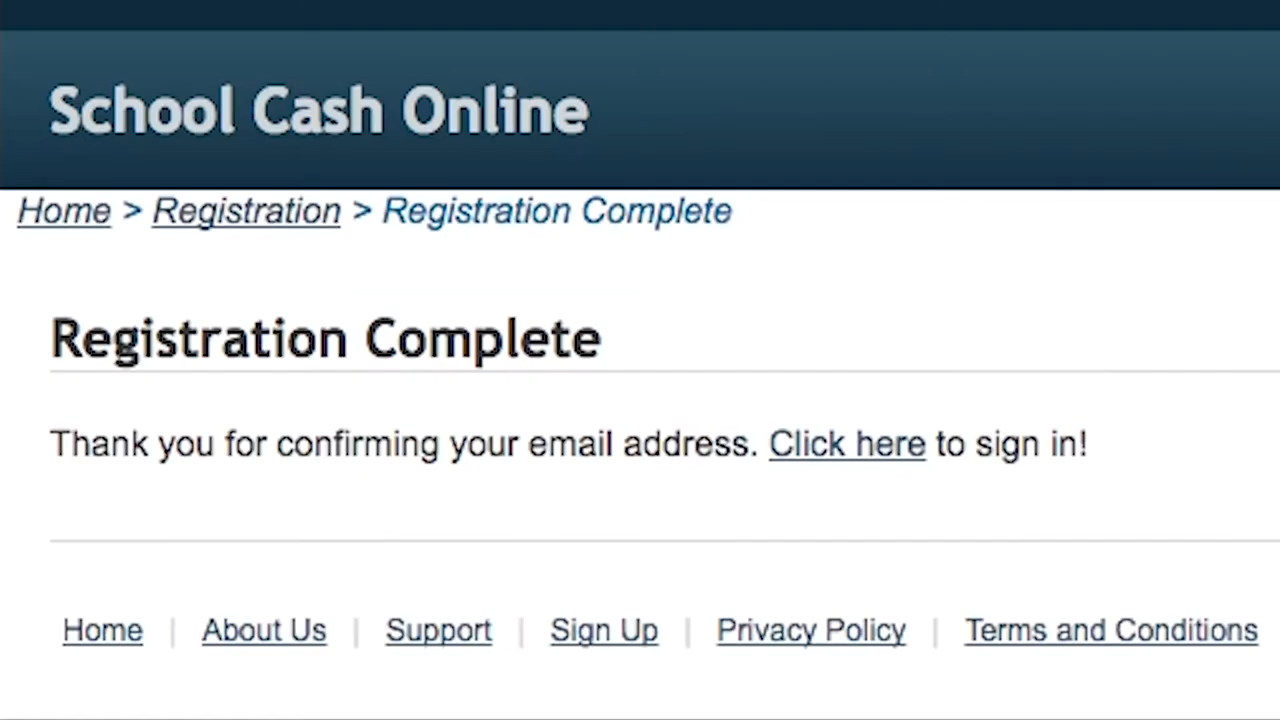 School Cash Online
Home > Registration > Registration Complete
Registration Complete
Thank you for confirming your email address. Click here to sign in!
Home | About Us | Support | Sign Up | Privacy Policy | Terms and Conditions